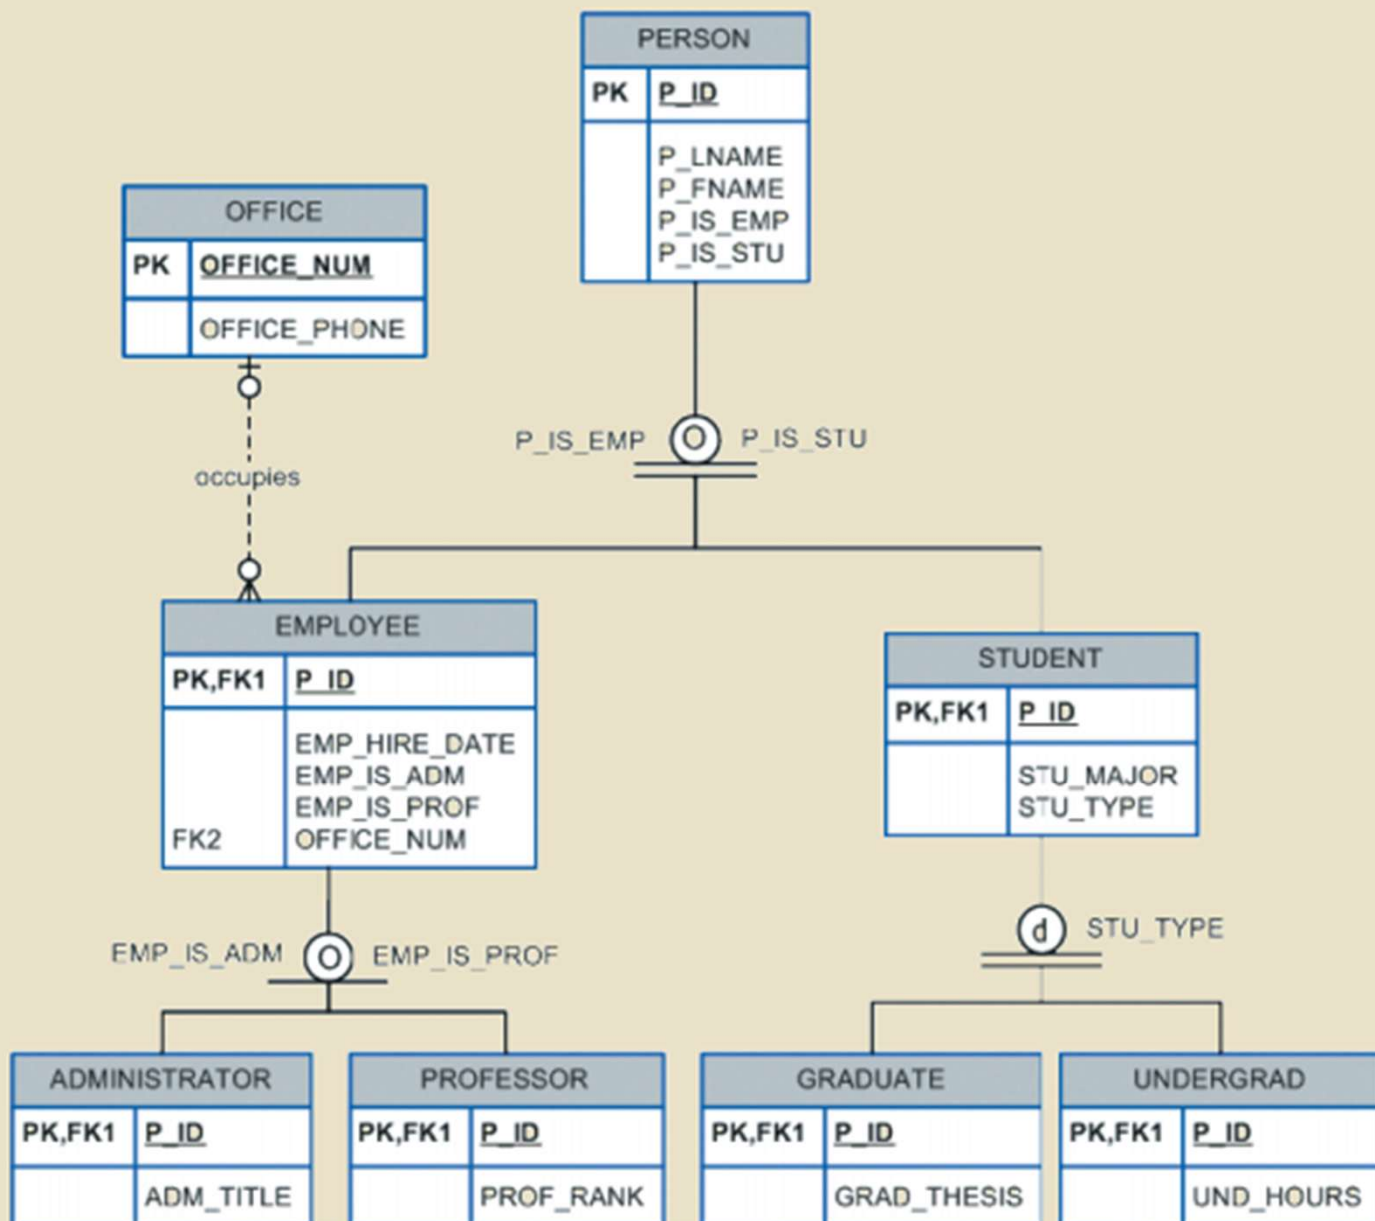 PERSON
PK P_ID
P_LNAME
P_FNAME
P_IS_EMP
P_IS_STU
OFFICE
PK OFFICE_NUM
OFFICE_PHONE
P_IS_EMP O P_IS_STU
occupies
EMPLOYEE
PK,FK1 P_ID
EMP_HIRE_DATE
EMP_IS_ADM
EMP_IS_PROF
FK2 OFFICE_NUM
STUDENT
PK,FK1 P_ID
STU_MAJOR
STU_TYPE
EMP_IS_ADM O EMP_IS_PROF
d STU_TYPE
ADMINISTRATOR
PK,FK1 P_ID
ADM_TITLE
PROFESSOR
PK,FK1 P_ID
PROF_RANK
GRADUATE
PK,FK1 P_ID
GRAD_THESIS
UNDERGRAD
PK,FK1 P_ID
UND_HOURS